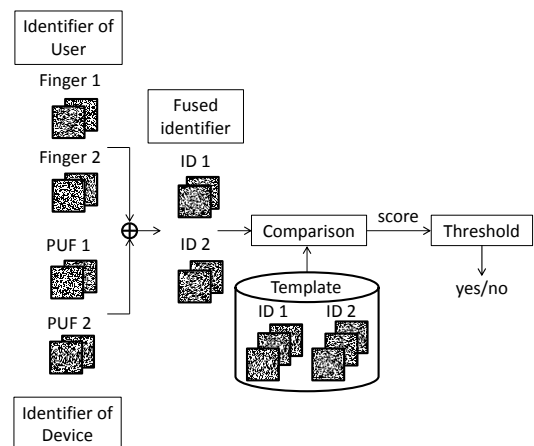 Identifier of
User
Finger 1
Finger 2
PUF 1
PUF 2
Identifier of
Device
Fused
identifier
ID 1
ID 2
Comparison
score
Threshold
yes/no
Template
ID 1 ID 2